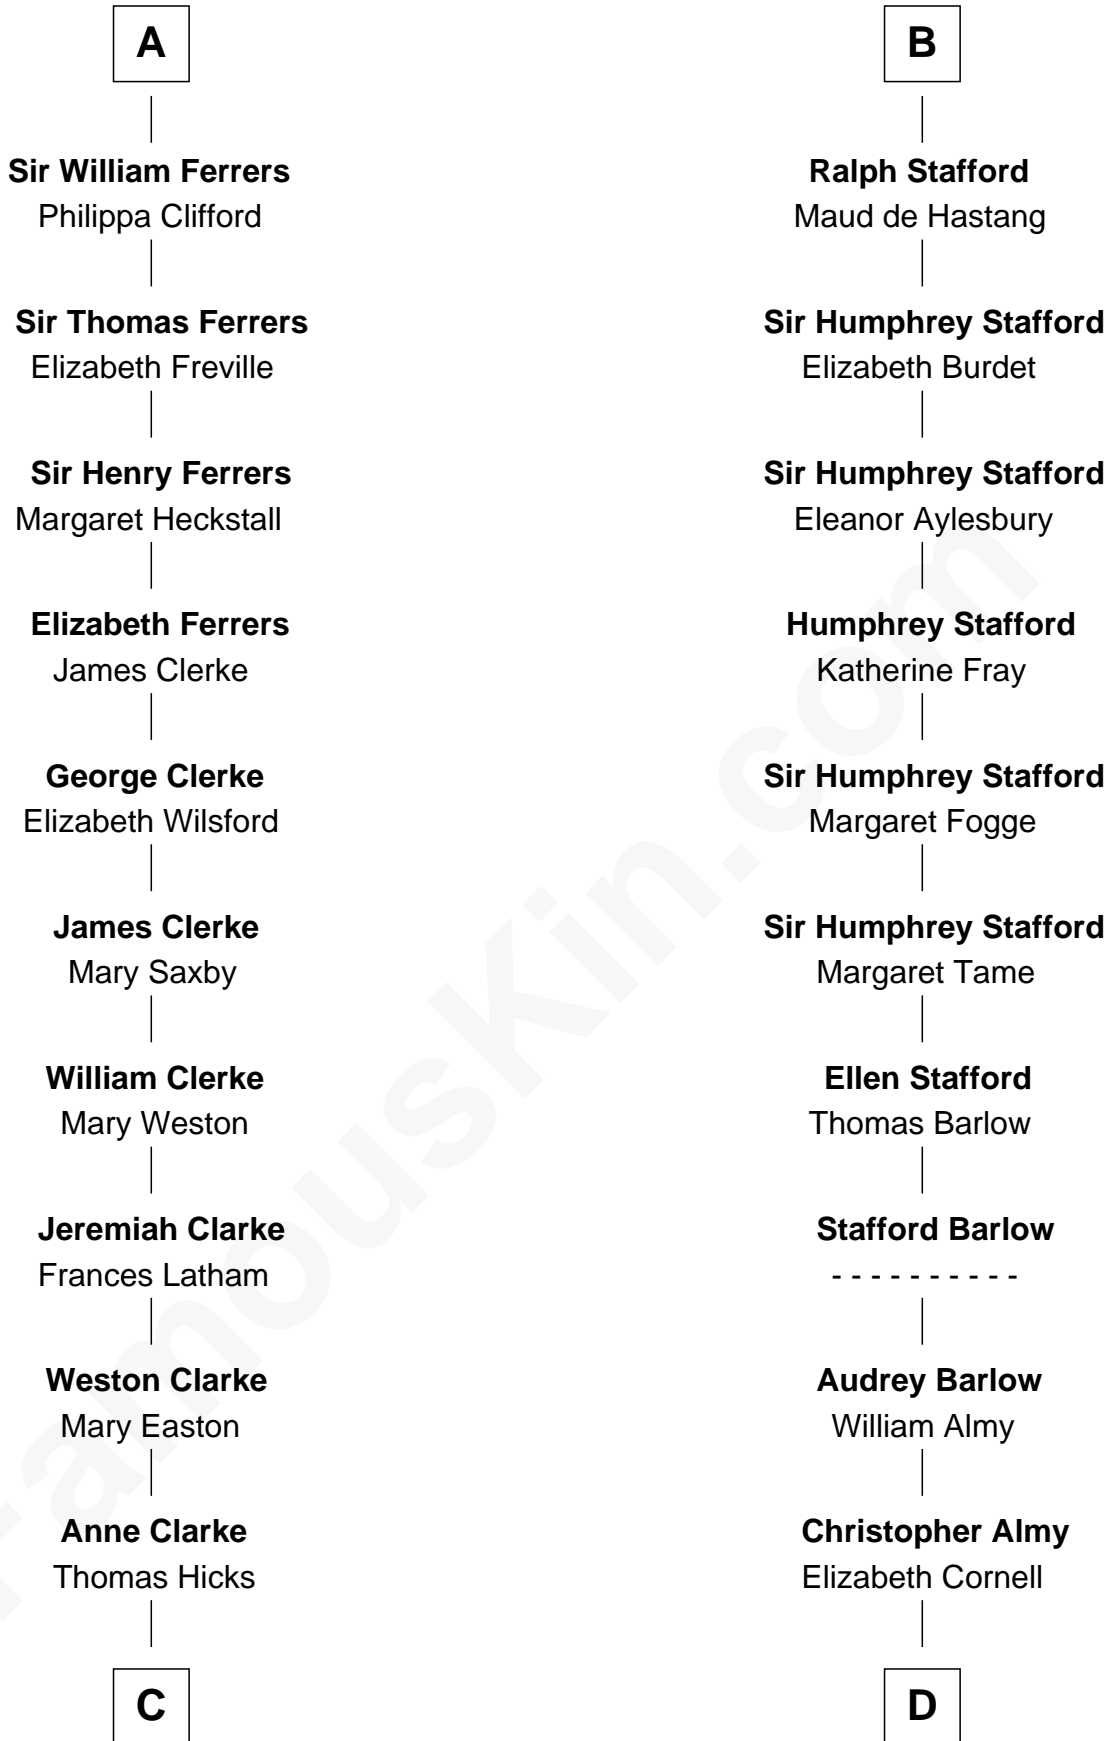 A
Sir William Ferrers
Philippa Clifford
Sir Thomas Ferrers
Elizabeth Freville
Sir Henry Ferrers
Margaret Heckstall
Elizabeth Ferrers
James Clerke
George Clerke
Elizabeth Wilsford
James Clerke
Mary Saxby
William Clerke
Mary Weston
Jeremiah Clarke
Frances Latham
Weston Clarke
Mary Easton
Anne Clarke
Thomas Hicks
C
B
Ralph Stafford
Maud de Hastang
Sir Humphrey Stafford
Elizabeth Burdet
Sir Humphrey Stafford
Eleanor Aylesbury
Humphrey Stafford
Katherine Fray
Sir Humphrey Stafford
Margaret Fogge
Sir Humphrey Stafford
Margaret Tame
Ellen Stafford
Thomas Barlow
Stafford Barlow
- - - - - - - - - -
Audrey Barlow
William Almy
Christopher Almy
Elizabeth Cornell
D
FamousKin.com